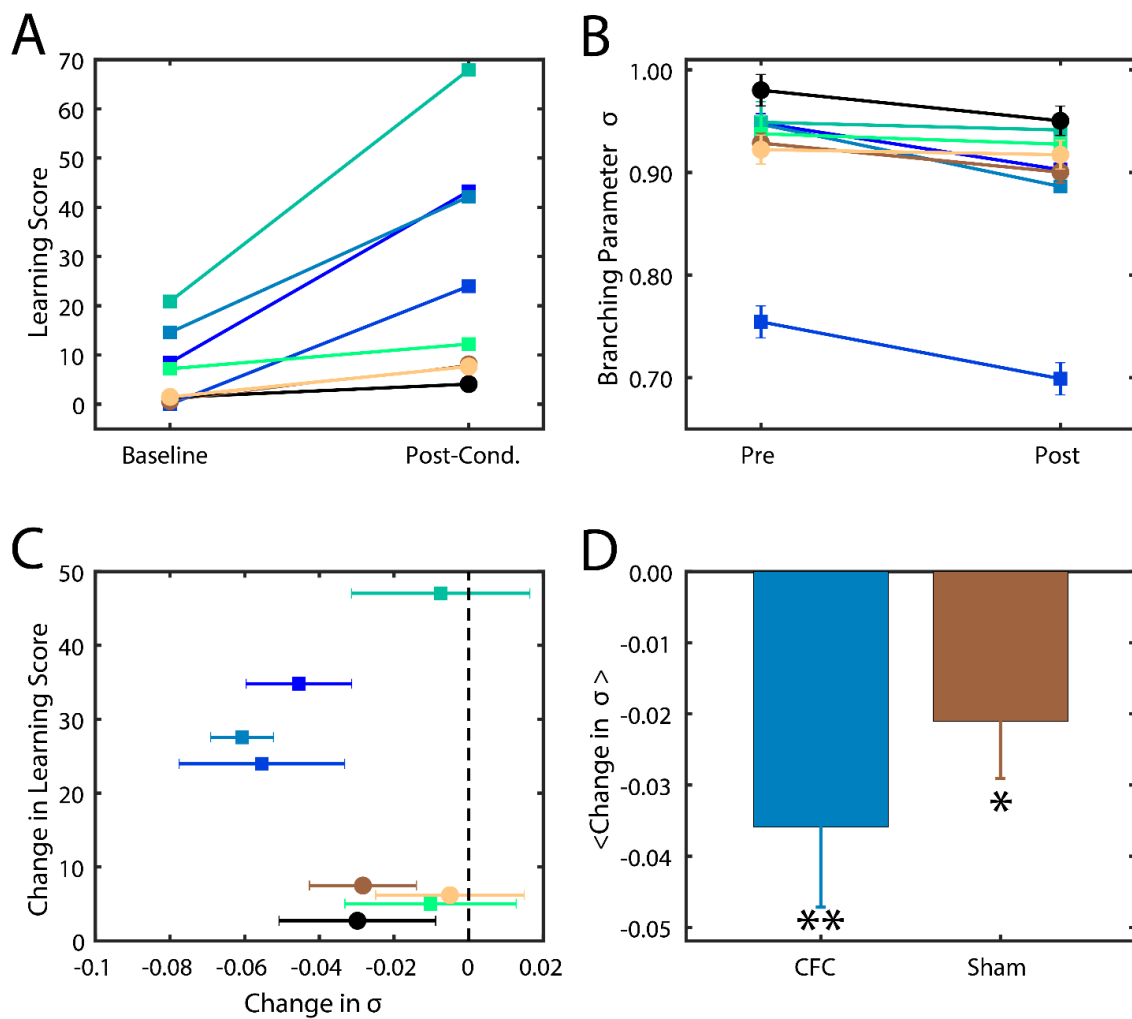 A
Learning Score
70
60
50
40
30
20
10
0
Baseline
Post-Cond.
B
Branching Parameter σ
1.00
0.90
0.80
0.70
Pre
Post
C
Change in Learning Score
50
40
30
20
10
0
-0.1
-0.08
-0.06
-0.04
-0.02
0
0.02
Change in σ
D
<Change in σ >
0.00
-0.01
-0.02
-0.03
-0.04
-0.05
**
*
CFC
Sham